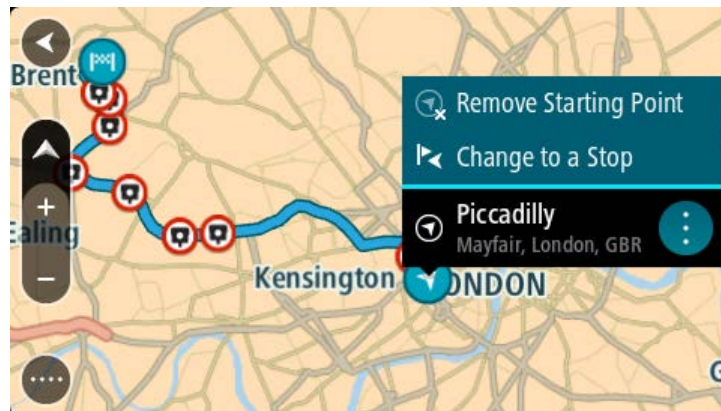 Brent
Remove Starting Point
Change to a Stop
Piccadilly
Mayfair, London, GBR
Ealing
Kensington
ONDON
G